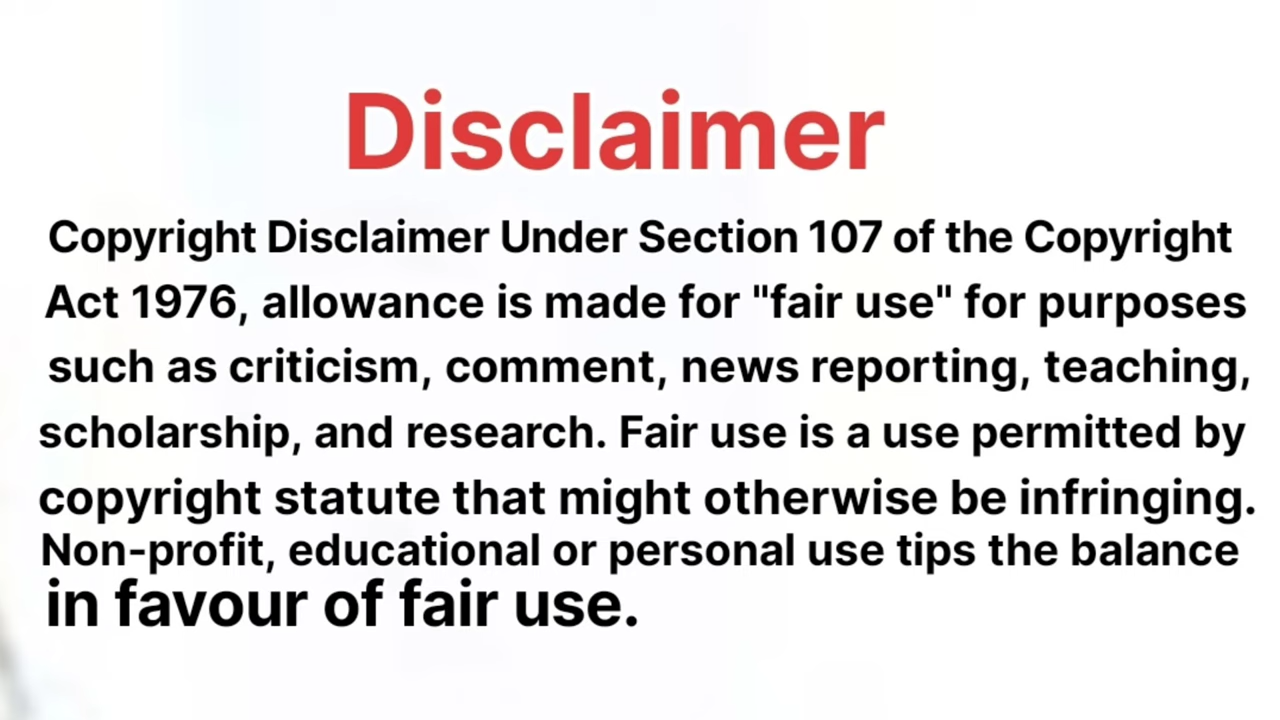 Disclaimer
Copyright Disclaimer Under Section 107 of the Copyright
Act 1976, allowance is made for "fair use" for purposes
such as criticism, comment, news reporting, teaching,
scholarship, and research. Fair use is a use permitted by
copyright statute that might otherwise be infringing.
Non-profit, educational or personal use tips the balance
in favour of fair use.